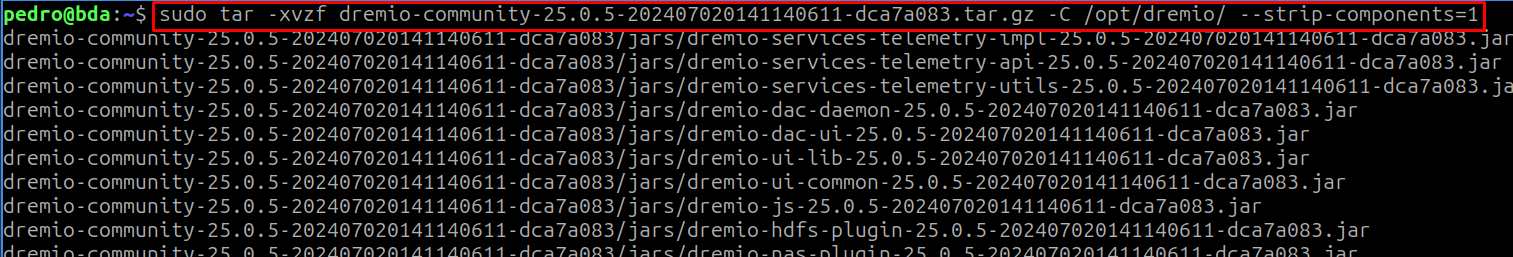 pedro@bda:~$ sudo tar -xvzf dremio-community-25.0.5-202407020141140611-dca7a083.tar.gz -C /opt/dremio/ --strip-components=1
dremio-community-25.0.5-202407020141140611-dca7a083/jars/dremio-services-telemetry-impl-25.0.5-202407020141140611-dca7a083.jar
dremio-community-25.0.5-202407020141140611-dca7a083/jars/dremio-services-telemetry-api-25.0.5-202407020141140611-dca7a083.jar
dremio-community-25.0.5-202407020141140611-dca7a083/jars/dremio-services-telemetry-utils-25.0.5-202407020141140611-dca7a083.ja
dremio-community-25.0.5-202407020141140611-dca7a083/jars/dremio-dac-daemon-25.0.5-202407020141140611-dca7a083.jar
dremio-community-25.0.5-202407020141140611-dca7a083/jars/dremio-dac-ui-25.0.5-202407020141140611-dca7a083.jar
dremio-community-25.0.5-202407020141140611-dca7a083/jars/dremio-ui-lib-25.0.5-202407020141140611-dca7a083.jar
dremio-community-25.0.5-202407020141140611-dca7a083/jars/dremio-ui-common-25.0.5-202407020141140611-dca7a083.jar
dremio-community-25.0.5-202407020141140611-dca7a083/jars/dremio-js-25.0.5-202407020141140611-dca7a083.jar
dremio-community-25.0.5-202407020141140611-dca7a083/jars/dremio-hdfs-plugin-25.0.5-202407020141140611-dca7a083.jar
dremio-community-25.0.5-202407020141140611-dca7a083/jars/dremio-nas-plugin-25.0.5-202407020141140611-dca7a083.jar